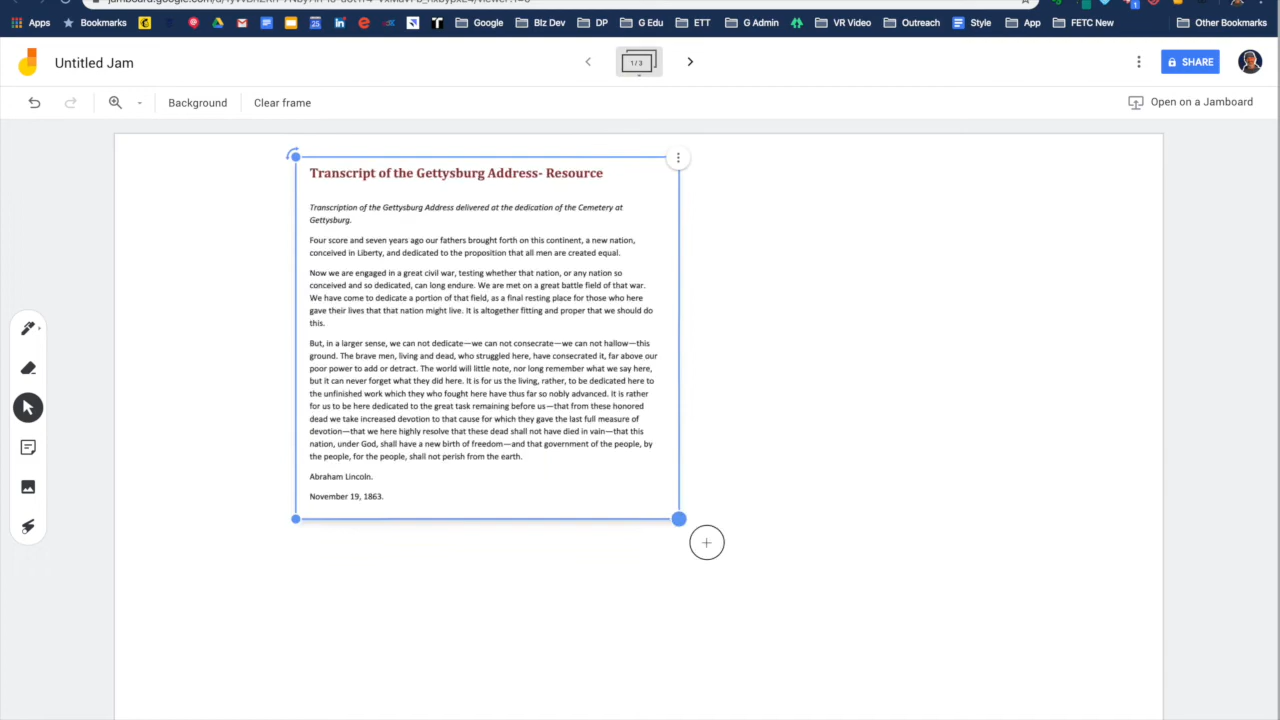 Apps
Bookmarks
Google
Biz Dev
DP
G Edu
ETT
G Admin
VR Video
Outreach
Style
App
FETC New
Other Bookmarks
Untitled Jam
1 / 3
SHARE
Background
Clear frame
Open on a Jamboard
Transcript of the Gettysburg Address- Resource
Transcription of the Gettysburg Address delivered at the dedication of the Cemetery at
Gettysburg.
Four score and seven years ago our fathers brought forth on this continent, a new nation,
conceived in Liberty, and dedicated to the proposition that all men are created equal.
Now we are engaged in a great civil war, testing whether that nation, or any nation so
conceived and so dedicated, can long endure. We are met on a great battle field of that war.
We have come to dedicate a portion of that field, as a final resting place for those who here
gave their lives that that nation might live. It is altogether fitting and proper that we should do
this.
But, in a larger sense, we can not dedicate—we can not consecrate—we can not hallow—this
ground. The brave men, living and dead, who struggled here, have consecrated it, far above our
poor power to add or detract. The world will little note, nor long remember what we say here,
but it can never forget what they did here. It is for us the living, rather, to be dedicated here to
the unfinished work which they who fought here have thus far so nobly advanced. It is rather
for us to be here dedicated to the great task remaining before us—that from these honored
dead we take increased devotion to that cause for which they gave the last full measure of
devotion—that we here highly resolve that these dead shall not have died in vain—that this
nation, under God, shall have a new birth of freedom—and that government of the people, by
the people, for the people, shall not perish from the earth.
Abraham Lincoln.
November 19, 1863.